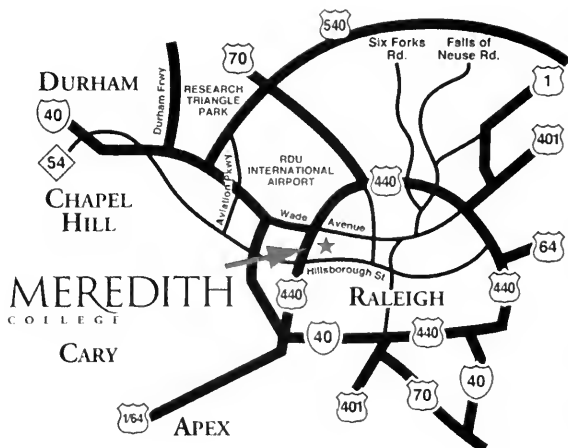 540
Six Forks
Rd.
Falls of
Neuse Rd.
70
1
DURHAM
Durham Frwy
RESEARCH
TRIANGLE
PARK
40
401
54
RDU
INTERNATIONAL
AIRPORT
440
CHAPEL
HILL
Aviation Pkwy
Wade Avenue
64
Hillsborough St
MEREDITH
COLLEGE
440
RALEIGH
440
CARY
40
440
1/64
APEX
401
70
40